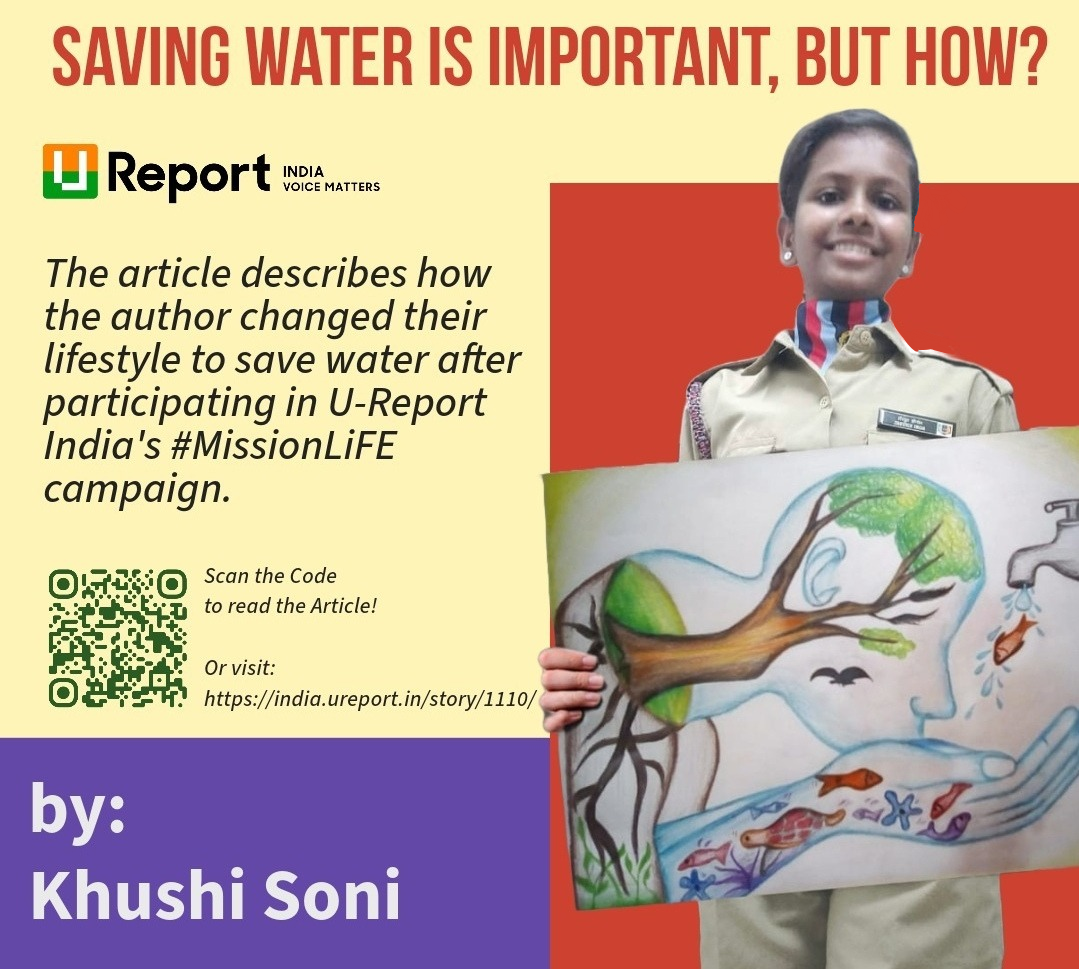 SAVING WATER IS IMPORTANT, BUT HOW?
U Report INDIA
VOICE MATTERS
The article describes how
the author changed their
lifestyle to save water after
participating in U-Report
India's #MissionLiFE
campaign.
Scan the Code
to read the Article!
Or visit:
https://india.ureport.in/story/1110/
by:
Khushi Soni